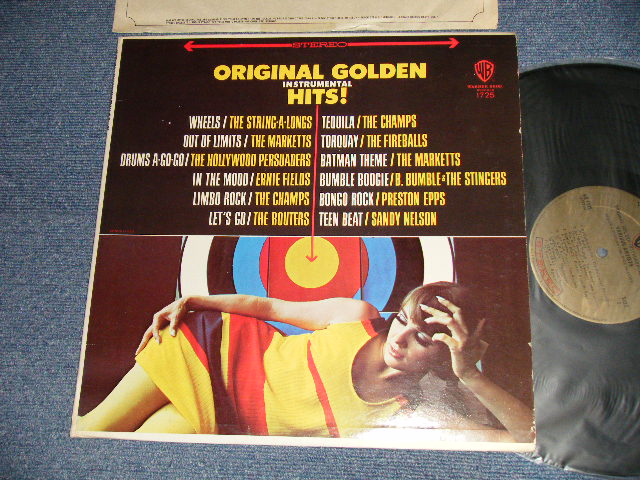 STEREO
ORIGINAL GOLDEN
INSTRUMENTAL
HITS!
WB
WARNER BROS
1725
WHEELS / THE STRING-A-LONGS
OUT OF LIMITS / THE MARKETTS
DRUMS A-GO-GO / THE HOLLYWOOD PERSUADERS
IN THE MOOD / ERNIE FIELDS
LIMBO ROCK / THE CHAMPS
LET'S GO / THE ROUTERS
TEQUILA / THE CHAMPS
TORQUAY / THE FIREBALLS
BATMAN THEME / THE MARKETTS
BUMBLE BOOGIE / B. BUMBLE & THE STINGERS
BONGO ROCK / PRESTON EPPS
TEEN BEAT / SANDY NELSON